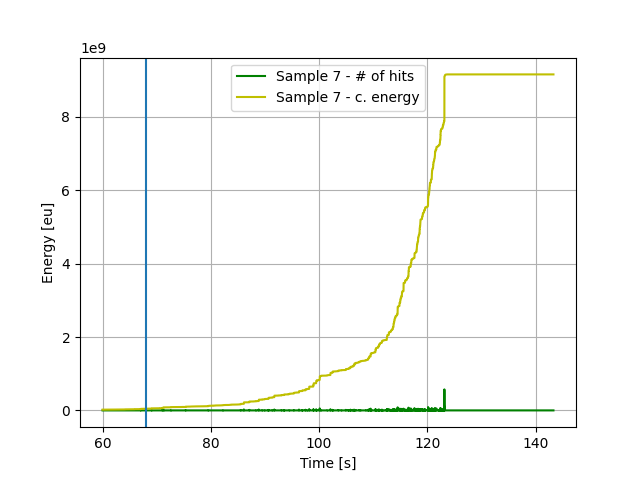 1e9
Sample 7 - # of hits
Sample 7 - c. energy
8
6
4
2
0
Energy [eu]
60 80 100 120 140
Time [s]